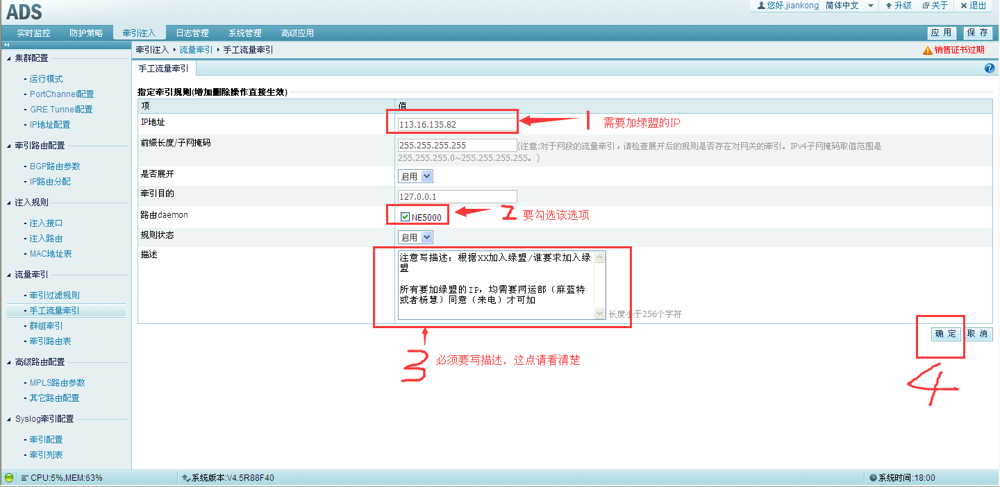 ADS
您好,jiankong 简体中文 升级 关于 退出
实时监控 防护策略 牵引注入 日志管理 系统管理 高级应用 应 用 保 存
牵引注入 流量牵引 手工流量牵引 销售证书过期
集群配置
运行模式
PortChannel配置
GRE Tunnel配置
IP地址配置
牵引路由配置
BGP路由参数
IP路由分配
注入规则
注入接口
注入路由
MAC地址表
流量牵引
牵引过滤规则
手工流量牵引
群组牵引
牵引路由表
高级路由配置
MPLS路由参数
其它路由配置
Syslog牵引配置
牵引配置
牵引列表
手工流量牵引 ?
指定牵引规则(增加删除操作直接生效)
项 值
IP地址 113.16.135.82 1 需要加绿盟的IP
前缀长度/子网掩码 255.255.255.255 (注意:对于网段的流量牵引，请检查展开后的规则是否存在对网关的牵引。IPv4子网掩码取值范围是
255.255.255.0~255.255.255.255。)
是否展开 启用
牵引目的 127.0.0.1
路由daemon NE5000 2 要勾选该选项
规则状态 启用
描述 注意写描述：根据XX加入绿盟/谁要求加入绿
盟
所有要加绿盟的IP，均需要网运部（麻蓝特
或者杨慧）同意（来电）才可加
长度小于256个字符
确 定 取 消
3 必须要写描述，这点请看清楚
4
CPU:5%,MEM:63% 系统版本:V4.5R88F40 系统时间:18:00